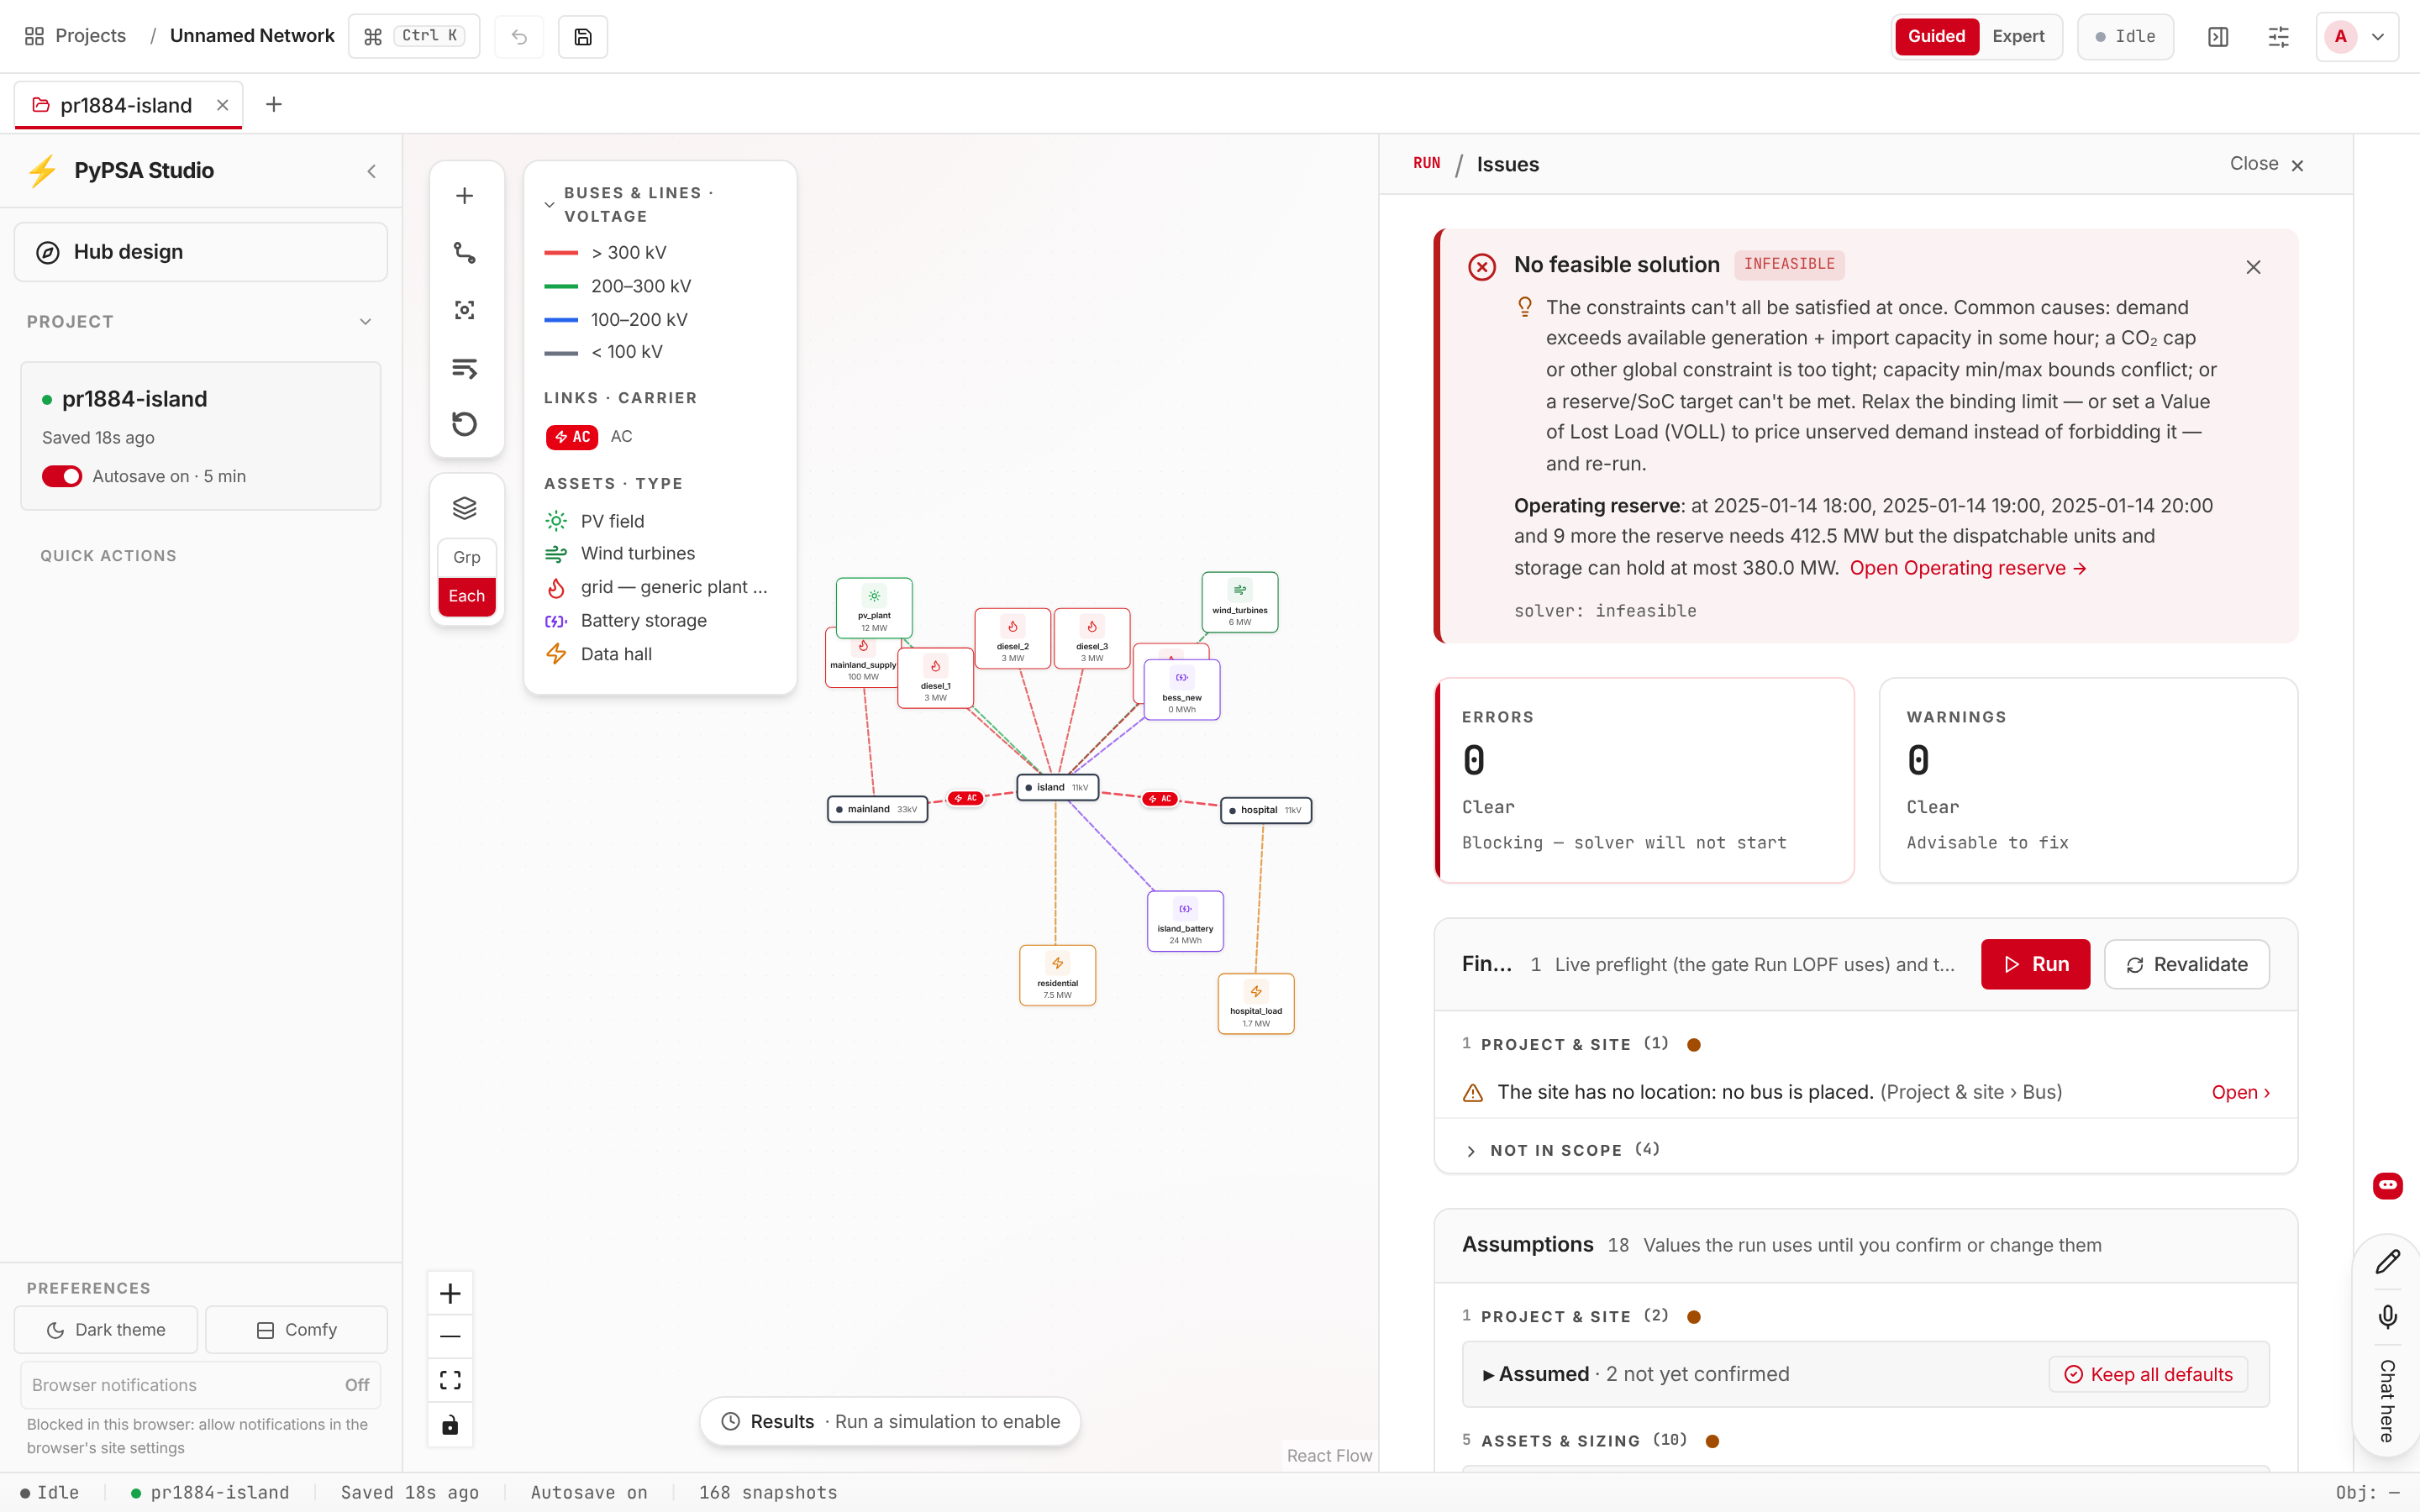 Projects / Unnamed Network
Ctrl K
Guided Expert
Idle
A
pr1884-island
PyPSA Studio
Hub design
PROJECT
pr1884-island
Saved 18s ago
Autosave on · 5 min
QUICK ACTIONS
PREFERENCES
Dark theme
Comfy
Browser notifications Off
Blocked in this browser: allow notifications in the
browser's site settings
Grp
Each
BUSES & LINES ·
VOLTAGE
> 300 kV
200–300 kV
100–200 kV
< 100 kV
LINKS · CARRIER
AC AC
ASSETS · TYPE
PV field
Wind turbines
grid — generic plant ...
Battery storage
Data hall
pv_plant
12 MW
mainland_supply
100 MW
diesel_1
3 MW
diesel_2
3 MW
diesel_3
3 MW
wind_turbines
6 MW
bess_new
0 MWh
mainland 33kV
AC
island 11kV
AC
hospital 11kV
island_battery
24 MWh
residential
7.5 MW
hospital_load
1.7 MW
Results · Run a simulation to enable
React Flow
RUN / Issues
Close
No feasible solution INFEASIBLE
The constraints can't all be satisfied at once. Common causes: demand
exceeds available generation + import capacity in some hour; a CO₂ cap
or other global constraint is too tight; capacity min/max bounds conflict; or
a reserve/SoC target can't be met. Relax the binding limit — or set a Value
of Lost Load (VOLL) to price unserved demand instead of forbidding it —
and re-run.
Operating reserve: at 2025-01-14 18:00, 2025-01-14 19:00, 2025-01-14 20:00
and 9 more the reserve needs 412.5 MW but the dispatchable units and
storage can hold at most 380.0 MW. Open Operating reserve →
solver: infeasible
ERRORS
0
Clear
Blocking — solver will not start
WARNINGS
0
Clear
Advisable to fix
Fin... 1 Live preflight (the gate Run LOPF uses) and t...
Run
Revalidate
1 PROJECT & SITE (1)
The site has no location: no bus is placed. (Project & site › Bus)
Open ›
NOT IN SCOPE (4)
Assumptions 18 Values the run uses until you confirm or change them
1 PROJECT & SITE (2)
▸ Assumed · 2 not yet confirmed
Keep all defaults
5 ASSETS & SIZING (10)
Chat here
Idle
pr1884-island
Saved 18s ago
Autosave on
168 snapshots
Obj: —